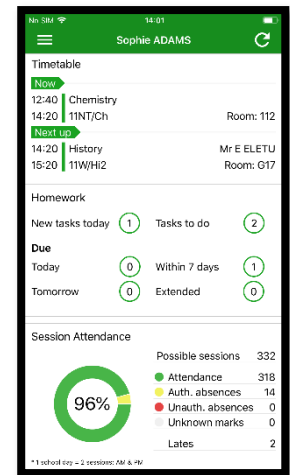 No SIM 14:01
Sophie ADAMS
Timetable
Now
12:40 Chemistry
14:20 11NT/Ch Room: 112
Next up
14:20 History Mr E ELETU
15:20 11W/Hi2 Room: G17
Homework
New tasks today 1 Tasks to do 2
Due
Today 0 Within 7 days 1
Tomorrow 0 Extended 0
Session Attendance
Possible sessions 332
Attendance 318
Auth. absences 14
96%
Unauth. absences 0
Unknown marks 0
Lates 2
* 1 school day = 2 sessions: AM & PM